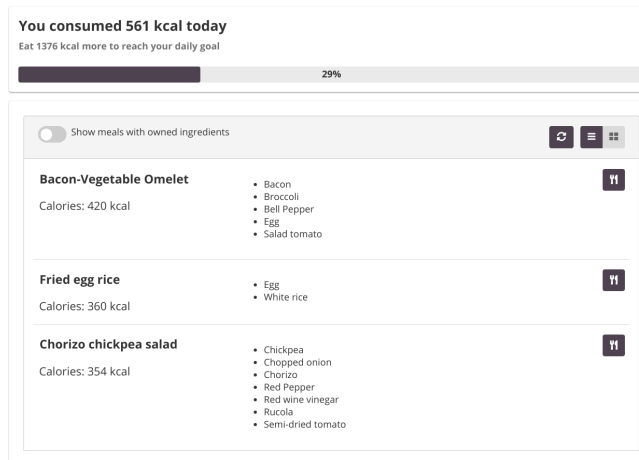 You consumed 561 kcal today
Eat 1376 kcal more to reach your daily goal
29%
Show meals with owned ingredients
Bacon-Vegetable Omelet
Calories: 420 kcal
Bacon
Broccoli
Bell Pepper
Egg
Salad tomato
Fried egg rice
Calories: 360 kcal
Egg
White rice
Chorizo chickpea salad
Calories: 354 kcal
Chickpea
Chopped onion
Chorizo
Red Pepper
Red wine vinegar
Rucola
Semi-dried tomato